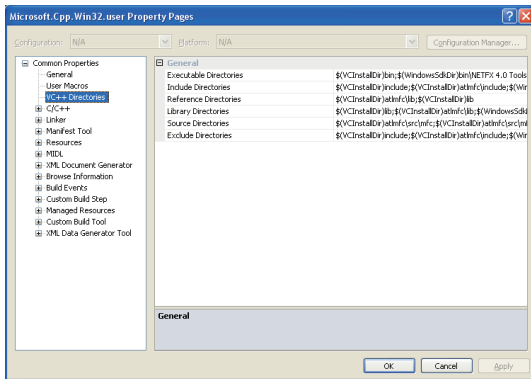 Microsoft.Cpp.Win32.user Property Pages
Configuration: N/A Platform: N/A Configuration Manager...
Common Properties
General
User Macros
VC++ Directories
C/C++
Linker
Manifest Tool
Resources
MIDL
XML Document Generator
Browse Information
Build Events
Custom Build Step
Managed Resources
Custom Build Tool
XML Data Generator Tool
General
Executable Directories $(VCInstallDir)bin;$(WindowsSdkDir)bin\NETFX 4.0 Tools
Include Directories $(VCInstallDir)include;$(VCInstallDir)atlmfc\include;$(Win
Reference Directories $(VCInstallDir)atlmfc\lib;$(VCInstallDir)lib
Library Directories $(VCInstallDir)lib;$(VCInstallDir)atlmfc\lib;$(WindowsSdkI
Source Directories $(VCInstallDir)atlmfc\src\mfc;$(VCInstallDir)atlmfc\src\mf
Exclude Directories $(VCInstallDir)include;$(VCInstallDir)atlmfc\include;$(Win
General
OK Cancel Apply